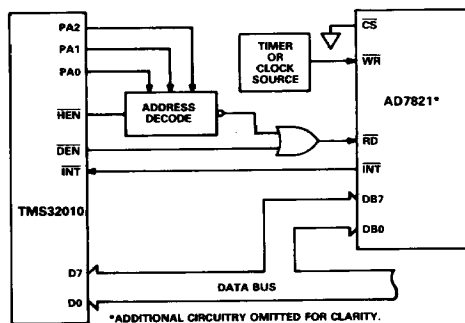 PA2
PA1
PA0
HEN
DEN
INT
TMS32010
D7
D0
ADDRESS
DECODE
TIMER
OR
CLOCK
SOURCE
CS
WR
AD7821*
RD
INT
DB7
DB0
DATA BUS
*ADDITIONAL CIRCUITRY OMITTED FOR CLARITY.